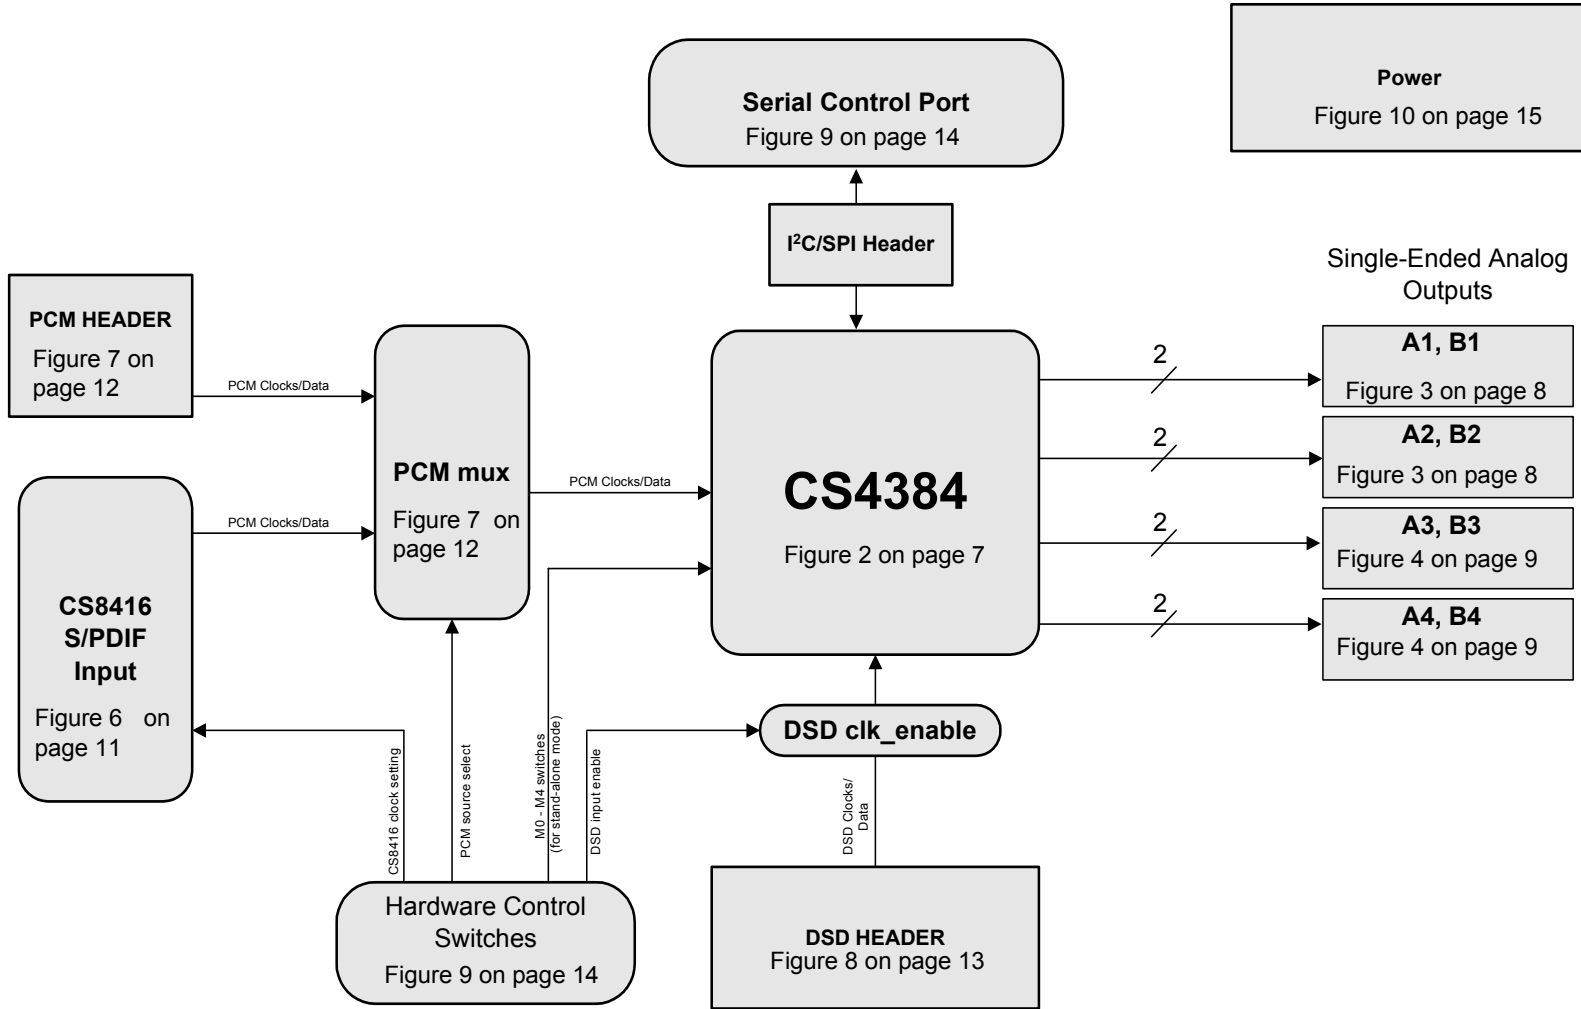 Power
Figure 10 on page 15
Serial Control Port
Figure 9 on page 14
I²C/SPI Header
Single-Ended Analog
Outputs
PCM HEADER
Figure 7 on
page 12
PCM Clocks/Data
PCM mux
Figure 7 on
page 12
PCM Clocks/Data
PCM Clocks/Data
CS8416
S/PDIF
Input
Figure 6 on
page 11
CS4384
Figure 2 on page 7
2
A1, B1
Figure 3 on page 8
2
A2, B2
Figure 3 on page 8
2
A3, B3
Figure 4 on page 9
2
A4, B4
Figure 4 on page 9
DSD clk_enable
CS8416 clock setting
PCM source select
M0 - M4 switches
(for stand-alone mode)
DSD input enable
DSD Clocks/
Data
Hardware Control
Switches
Figure 9 on page 14
DSD HEADER
Figure 8 on page 13